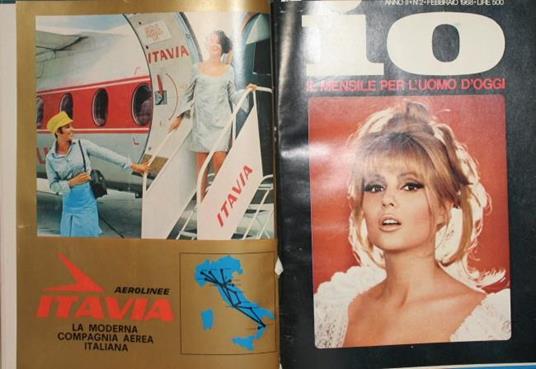 ITAVIA
ITAVIA
AEROLINEE
ITAVIA
LA MODERNA
COMPAGNIA AEREA
ITALIANA
ANNO II • N°2 • FEBBRAIO 1968 • LIRE 500
io
IL MENSILE PER L'UOMO D'OGGI